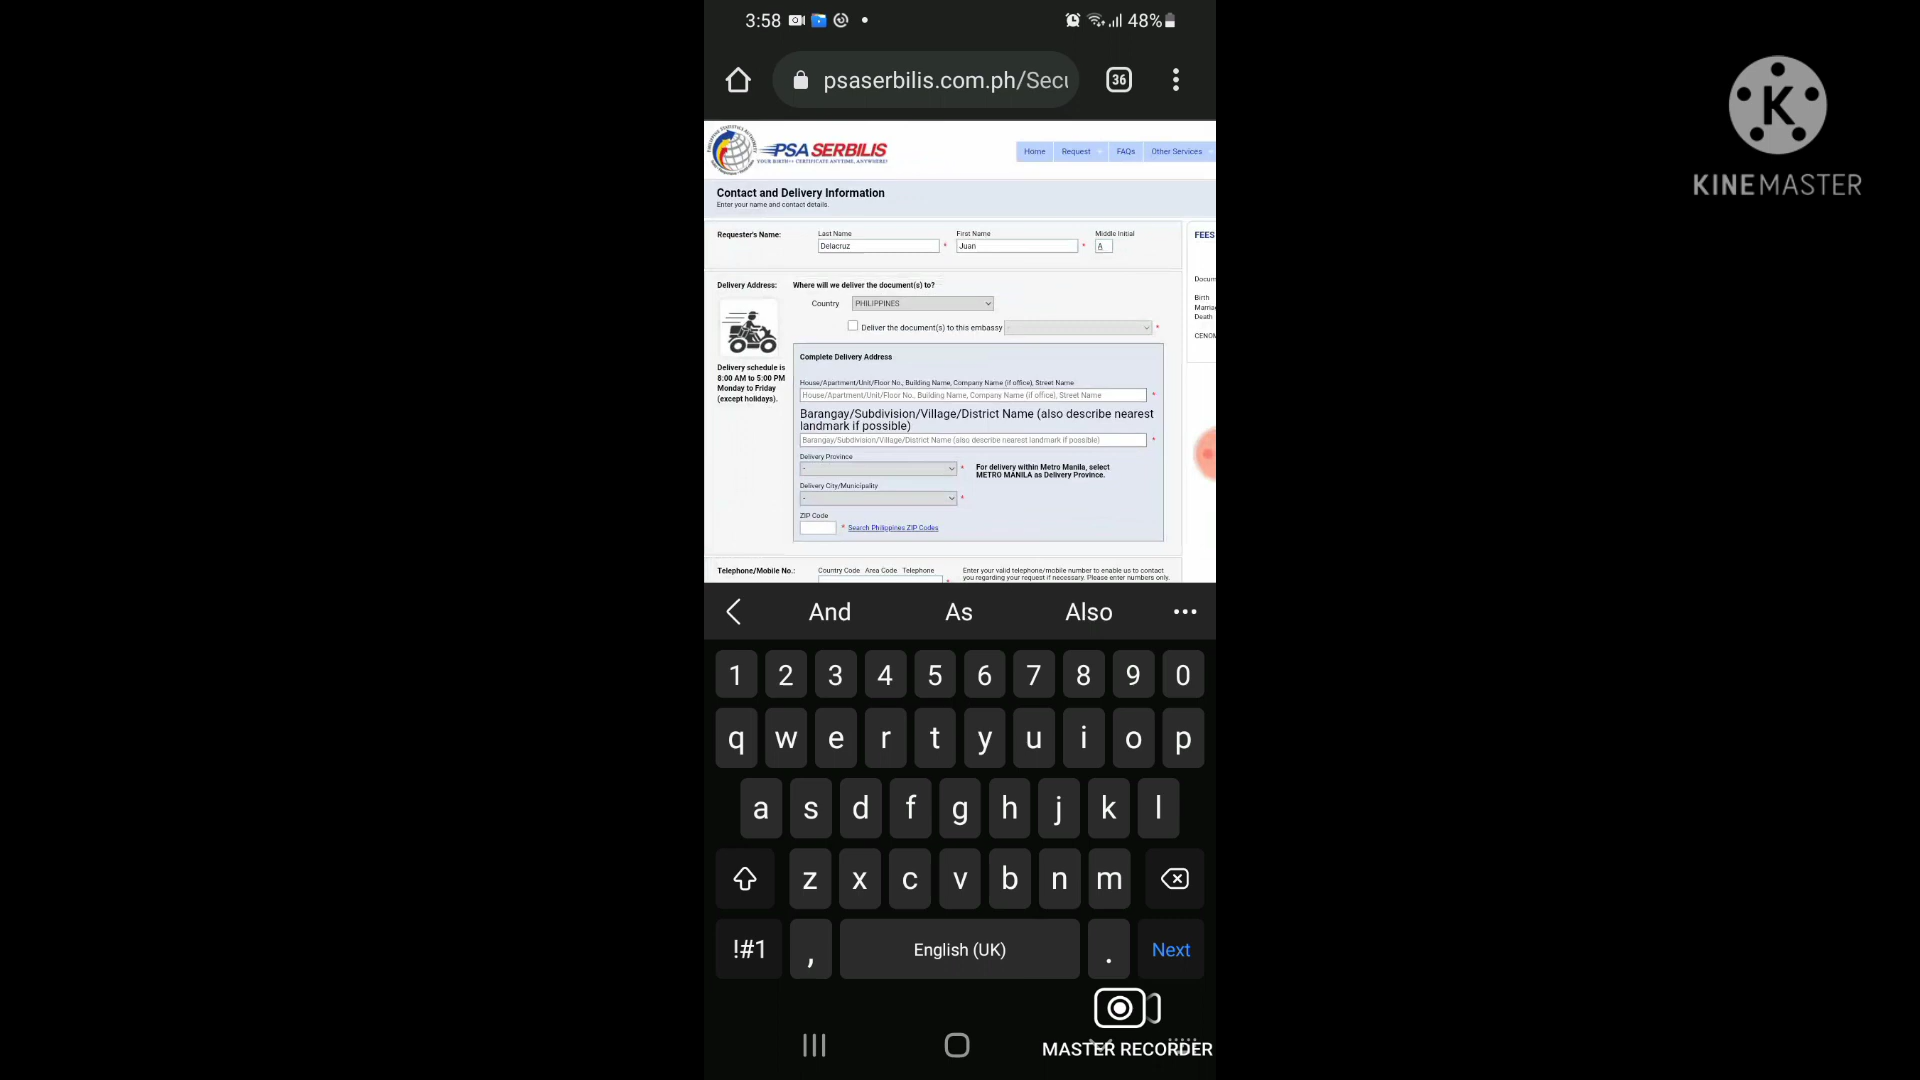 3:58
48%
psaserbilis.com.ph/Secu
36
PSA SERBILIS
YOUR BIRTH CERTIFICATE ANYTIME, ANYWHERE!
Home Request FAQs Other Services
Contact and Delivery Information
Enter your name and contact details.
Requester's Name:
Last Name First Name Middle Initial
Delacruz * Juan * A
FEES
Delivery Address:
Where will we deliver the document(s) to?
Country PHILIPPINES
Deliver the document(s) to this embassy - *
Docum
Birth
Marria
Death
CENOM
Delivery schedule is
8:00 AM to 5:00 PM
Monday to Friday
(except holidays).
Complete Delivery Address
House/Apartment/Unit/Floor No., Building Name, Company Name (if office), Street Name
House/Apartment/Unit/Floor No., Building Name, Company Name (if office), Street Name *
Barangay/Subdivision/Village/District Name (also describe nearest
landmark if possible)
Barangay/Subdivision/Village/District Name (also describe nearest landmark if possible) *
Delivery Province
- *
For delivery within Metro Manila, select
METRO MANILA as Delivery Province.
Delivery City/Municipality
- *
ZIP Code
* Search Philippines ZIP Codes
Telephone/Mobile No.:
Country Code Area Code Telephone
*
Enter your valid telephone/mobile number to enable us to contact
you regarding your request if necessary. Please enter numbers only.
And As Also
1 2 3 4 5 6 7 8 9 0
q w e r t y u i o p
a s d f g h j k l
z x c v b n m
!#1 , English (UK) . Next
MASTER RECORDER
K
KINEMASTER